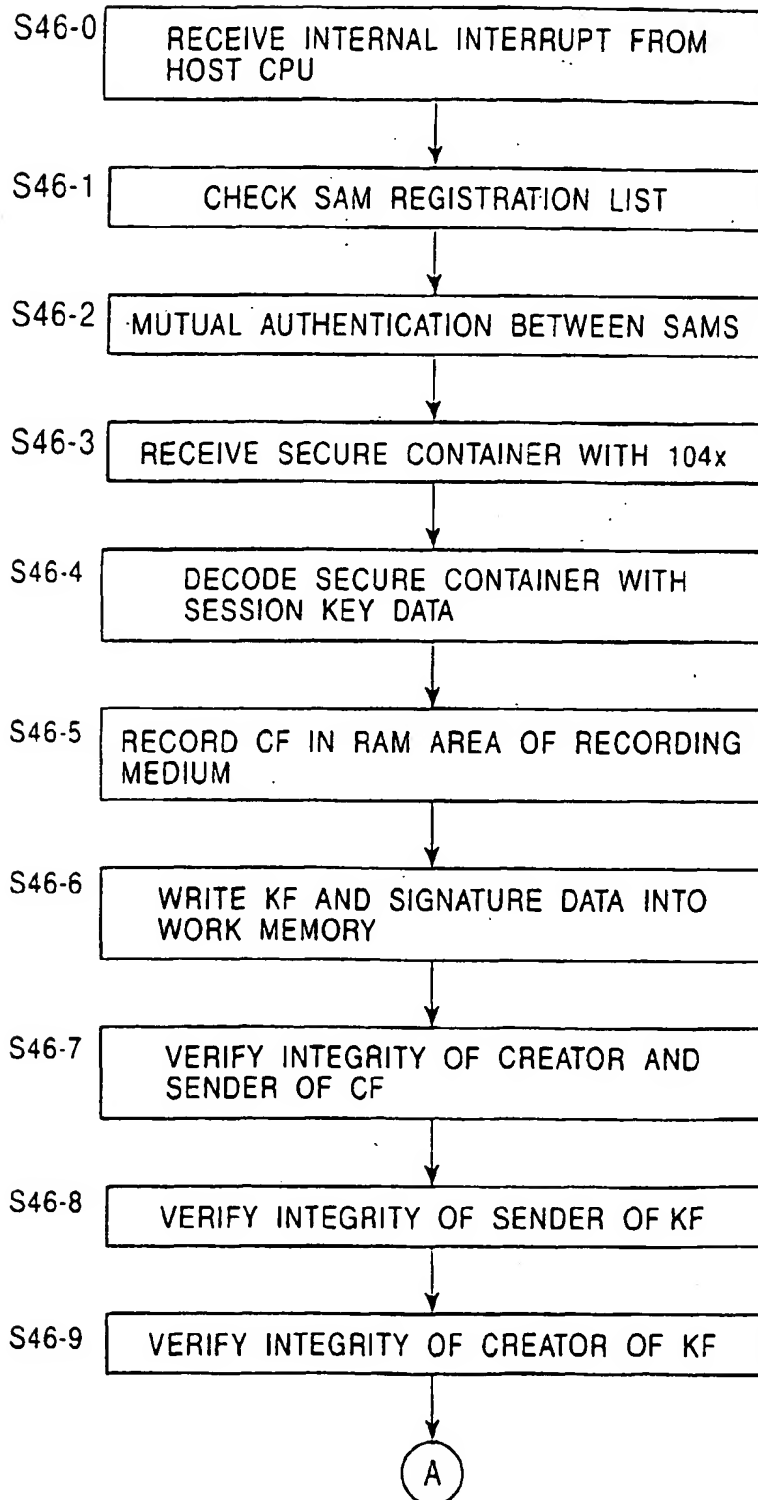 S46-0
RECEIVE INTERNAL INTERRUPT FROM
HOST CPU
S46-1
CHECK SAM REGISTRATION LIST
S46-2
MUTUAL AUTHENTICATION BETWEEN SAMS
S46-3
RECEIVE SECURE CONTAINER WITH 104x
S46-4
DECODE SECURE CONTAINER WITH
SESSION KEY DATA
S46-5
RECORD CF IN RAM AREA OF RECORDING
MEDIUM
S46-6
WRITE KF AND SIGNATURE DATA INTO
WORK MEMORY
S46-7
VERIFY INTEGRITY OF CREATOR AND
SENDER OF CF
S46-8
VERIFY INTEGRITY OF SENDER OF KF
S46-9
VERIFY INTEGRITY OF CREATOR OF KF
A